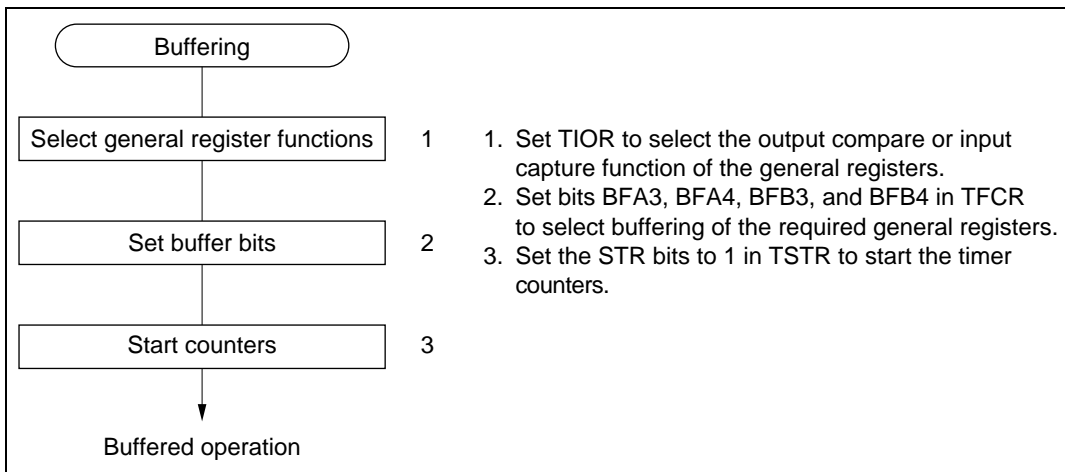 Buffering
Select general register functions 1
Set buffer bits 2
Start counters 3
Buffered operation
1. Set TIOR to select the output compare or input
capture function of the general registers.
2. Set bits BFA3, BFA4, BFB3, and BFB4 in TFCR
to select buffering of the required general registers.
3. Set the STR bits to 1 in TSTR to start the timer
counters.